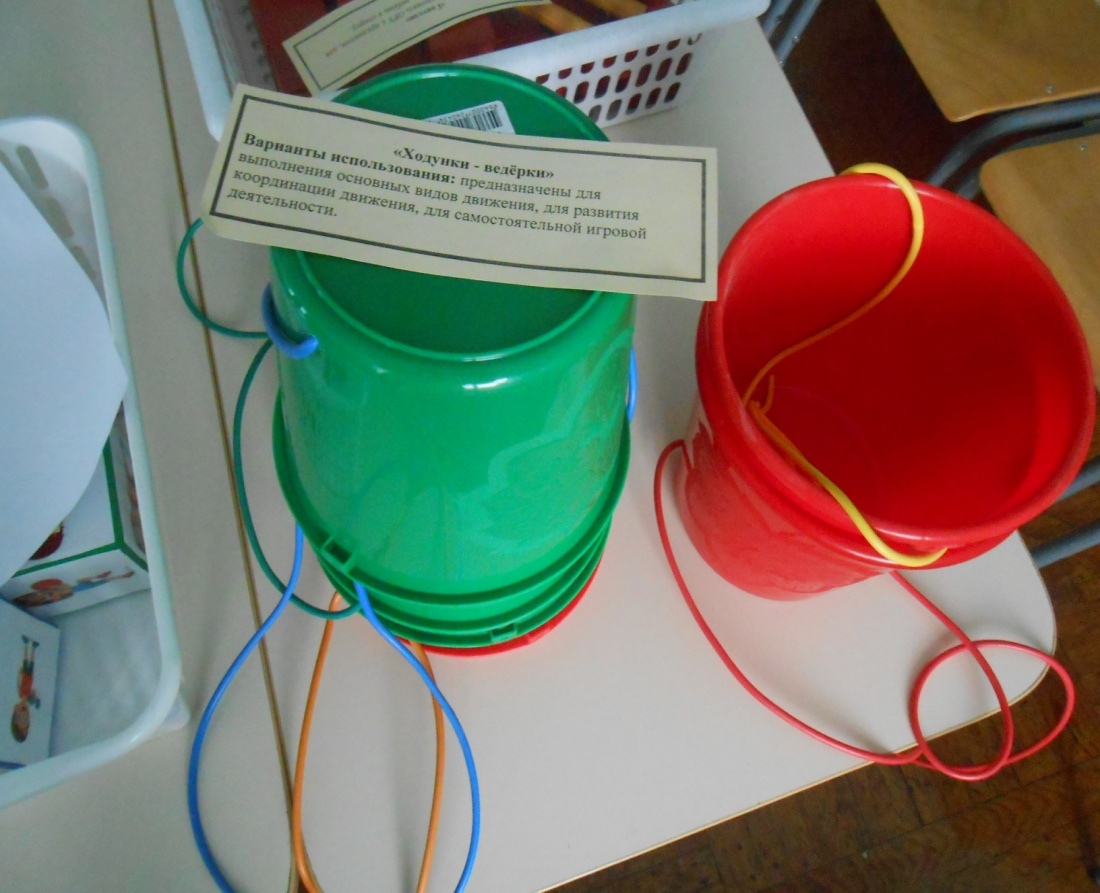 «Ходунки - ведёрки»
Варианты использования: предназначены для
выполнения основных видов движения, для развития
координации движения, для самостоятельной игровой
деятельности.